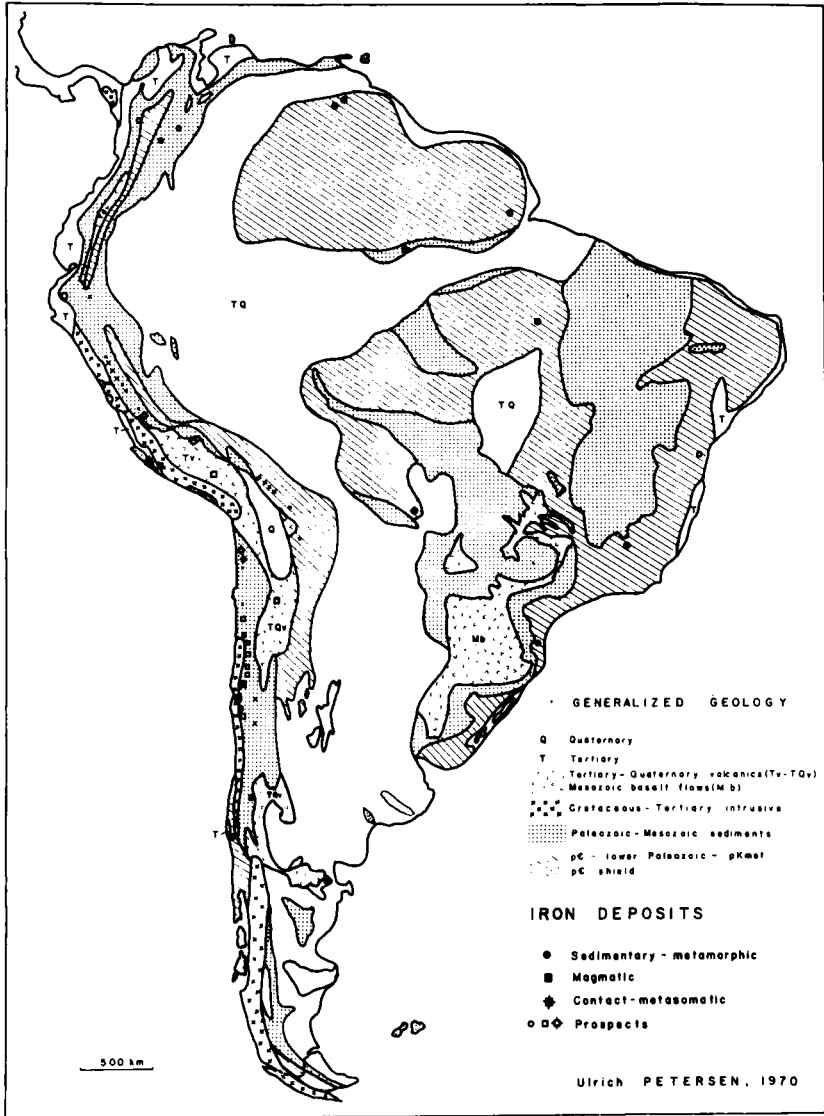 T
T
T
T
TQ
TQ
T
T
Tv
Q
T
TQv
Mb
TQv
T
GENERALIZED GEOLOGY
Q Quaternary
T Tertiary
Tertiary-Quaternary volcanics (Tv-TQv)
Mesozoic basalt flows (Mb)
Cretaceous-Tertiary intrusive
Paleozoic-Mesozoic sediments
p€ - lower Paleozoic - pKmet
p€ shield
IRON DEPOSITS
Sedimentary-metamorphic
Magmatic
Contact-metasomatic
Prospects
500 km
Ulrich PETERSEN, 1970